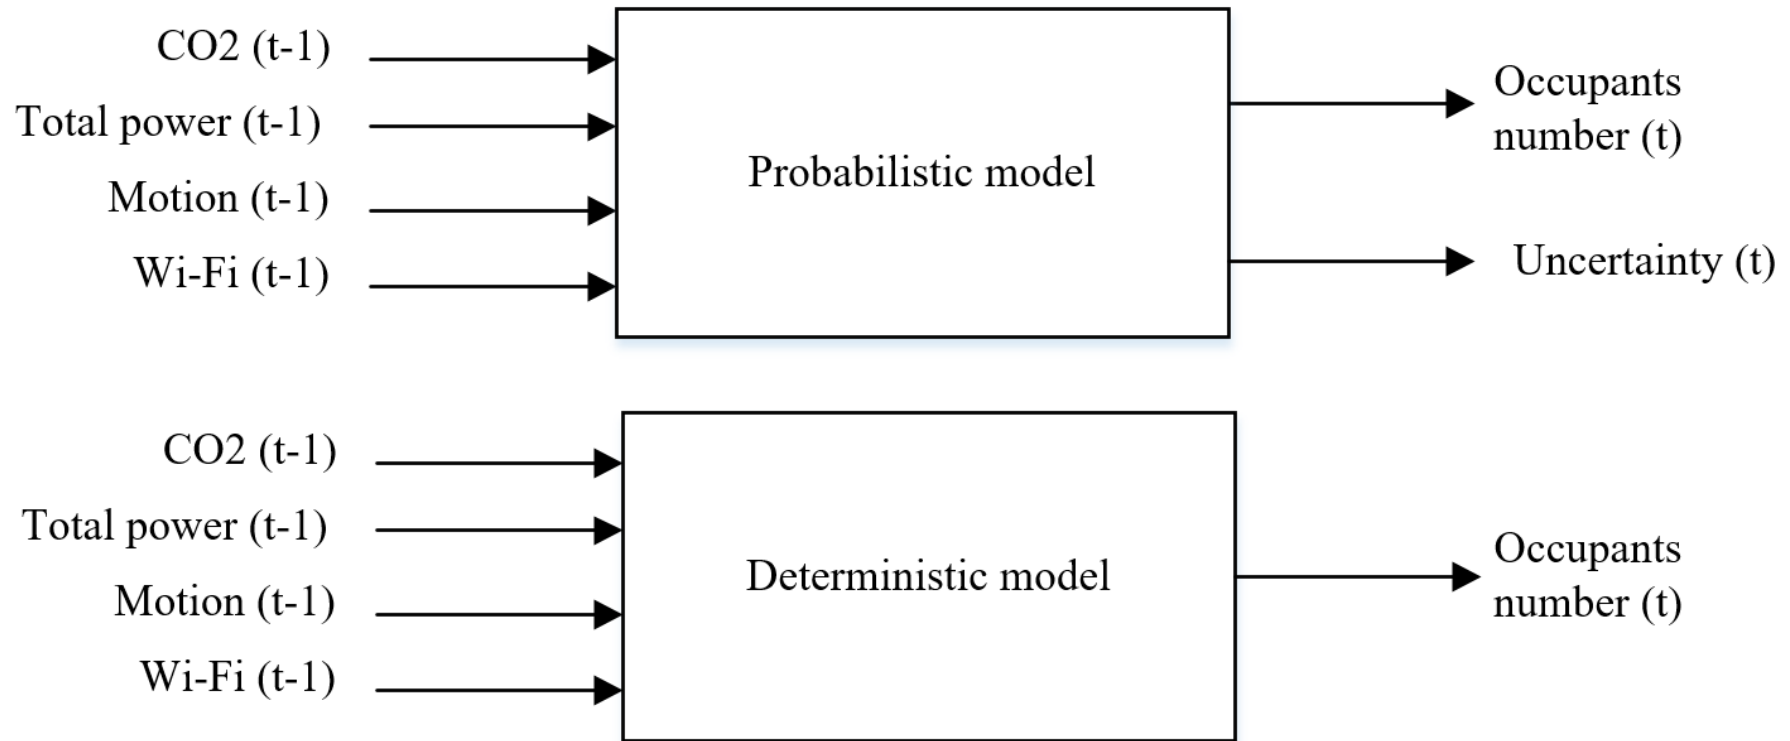 CO2 (t-1)
Total power (t-1)
Motion (t-1)
Wi-Fi (t-1)
Probabilistic model
Occupants
number (t)
Uncertainty (t)
CO2 (t-1)
Total power (t-1)
Motion (t-1)
Wi-Fi (t-1)
Deterministic model
Occupants
number (t)